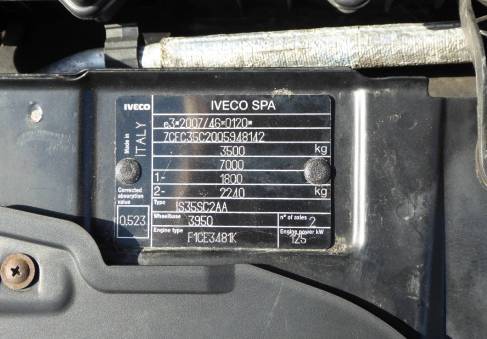 IVECO IVECO SPA
e3*2007/46*0120*
Made in ITALY
7CFC35C2005948142
3500 kg
7000
1- 1800
2- 2240 kg
Corrected absorption value
0,523
Type IS35SC2AA
Wheelbase 3950 n° of axles 2
Engine type F1CE3481K Engine power kW 125